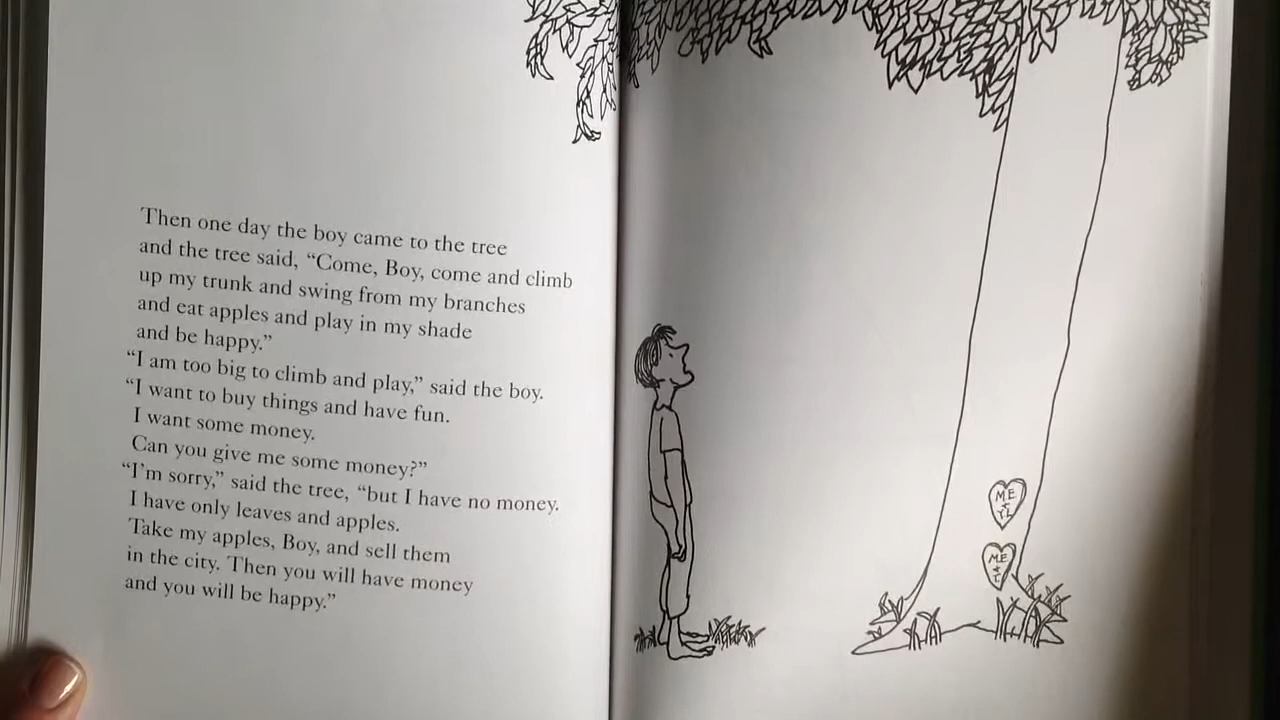 Then one day the boy came to the tree
and the tree said, “Come, Boy, come and climb
up my trunk and swing from my branches
and eat apples and play in my shade
and be happy.”
“I am too big to climb and play,” said the boy.
“I want to buy things and have fun.
I want some money.
Can you give me some money?”
“I’m sorry,” said the tree, “but I have no money.
I have only leaves and apples.
Take my apples, Boy, and sell them
in the city. Then you will have money
and you will be happy.”
ME
+
YL
ME
+
T